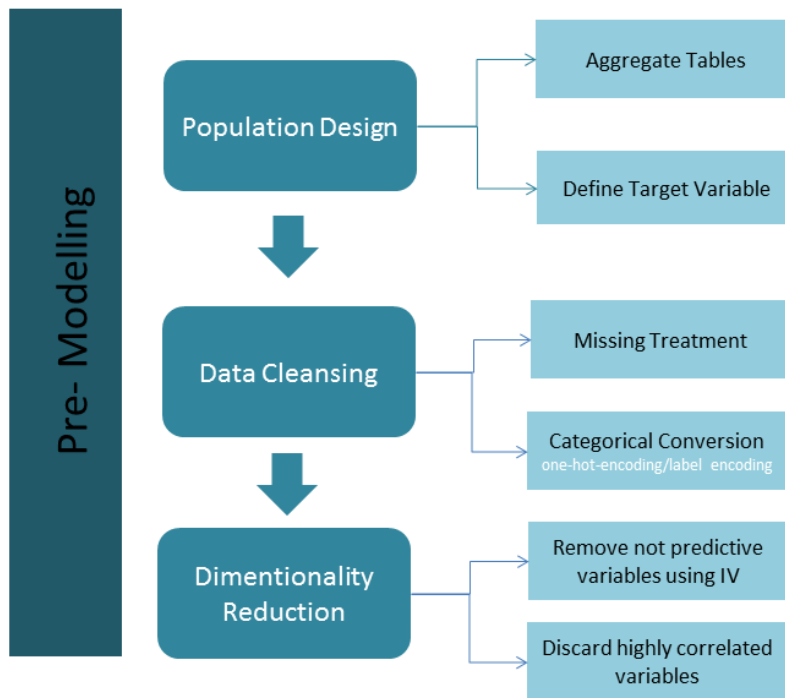 Pre- Modelling
Population Design
Aggregate Tables
Define Target Variable
Data Cleansing
Missing Treatment
Categorical Conversion
one-hot-encoding/label encoding
Dimentionality
Reduction
Remove not predictive
variables using IV
Discard highly correlated
variables